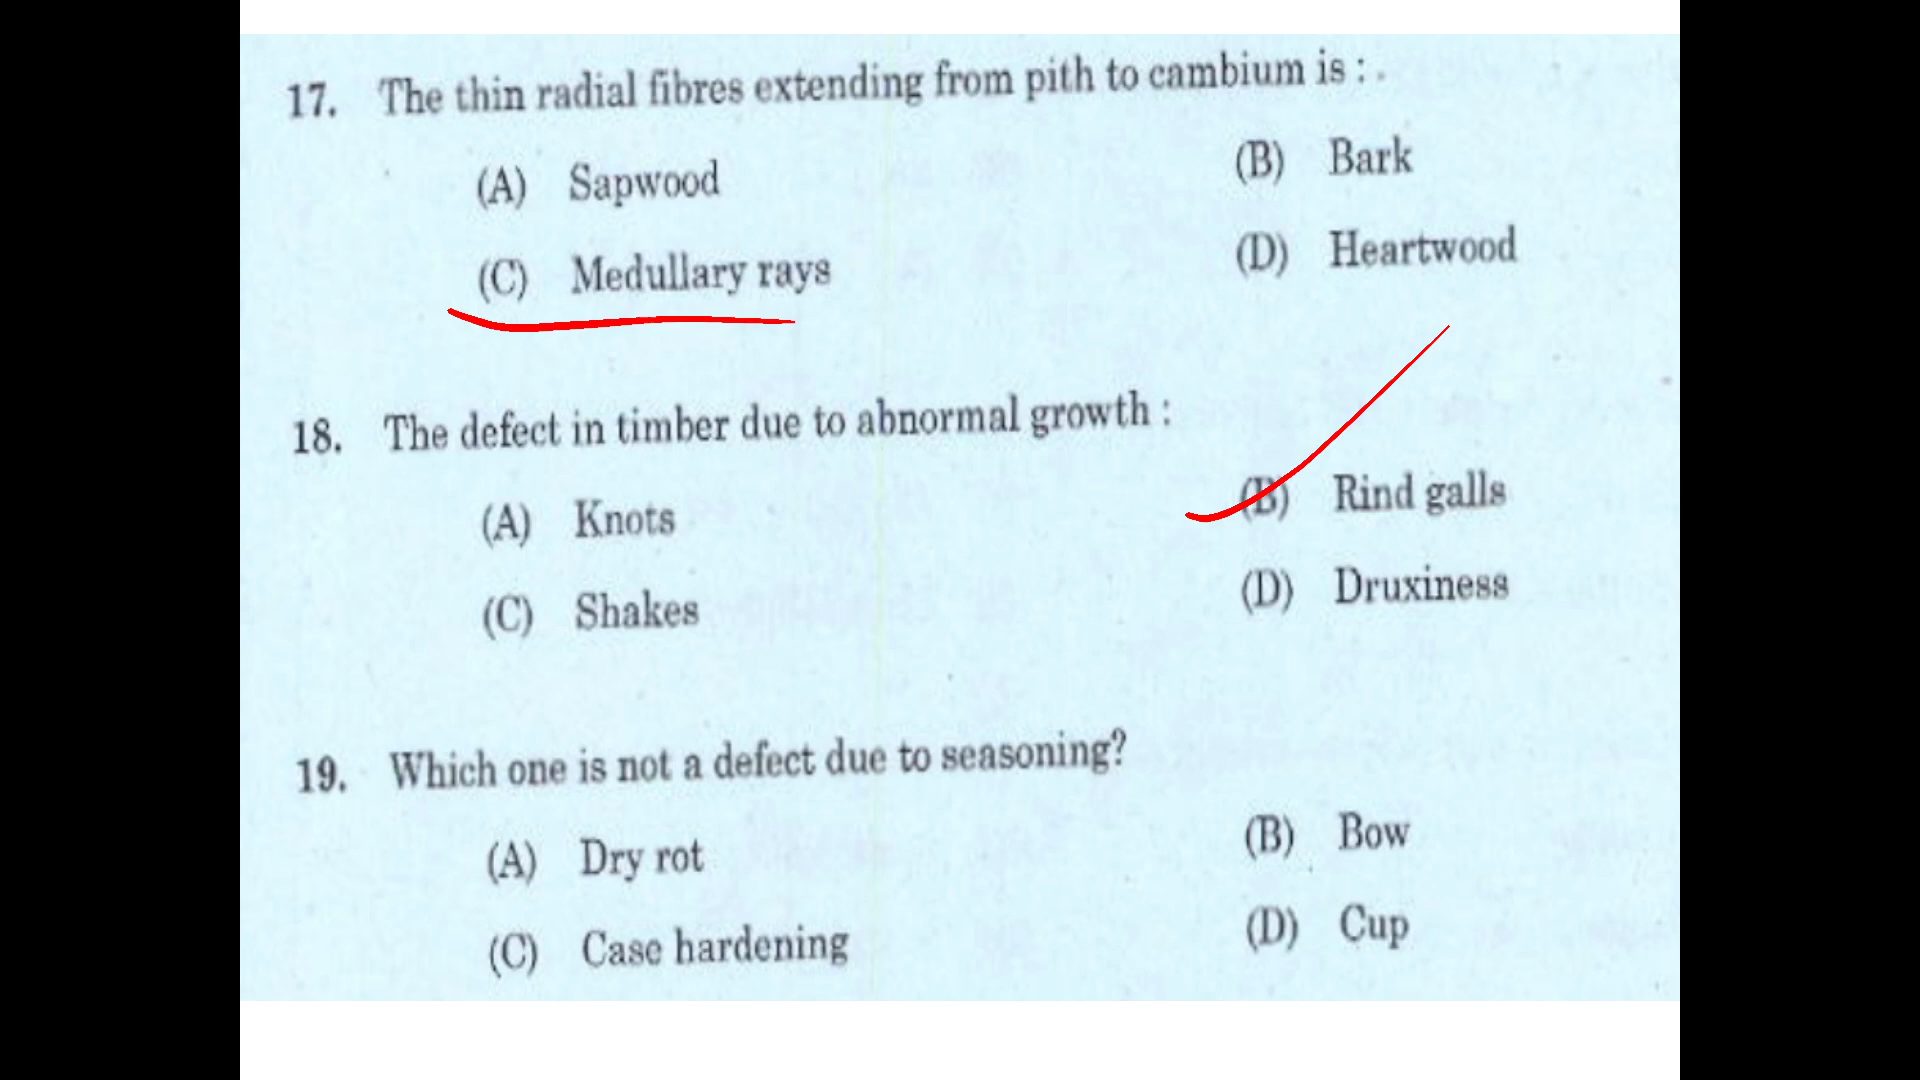 17. The thin radial fibres extending from pith to cambium is :
(A) Sapwood (B) Bark
(C) Medullary rays (D) Heartwood
18. The defect in timber due to abnormal growth :
(A) Knots (B) Rind galls
(C) Shakes (D) Druxiness
19. Which one is not a defect due to seasoning?
(A) Dry rot (B) Bow
(C) Case hardening (D) Cup